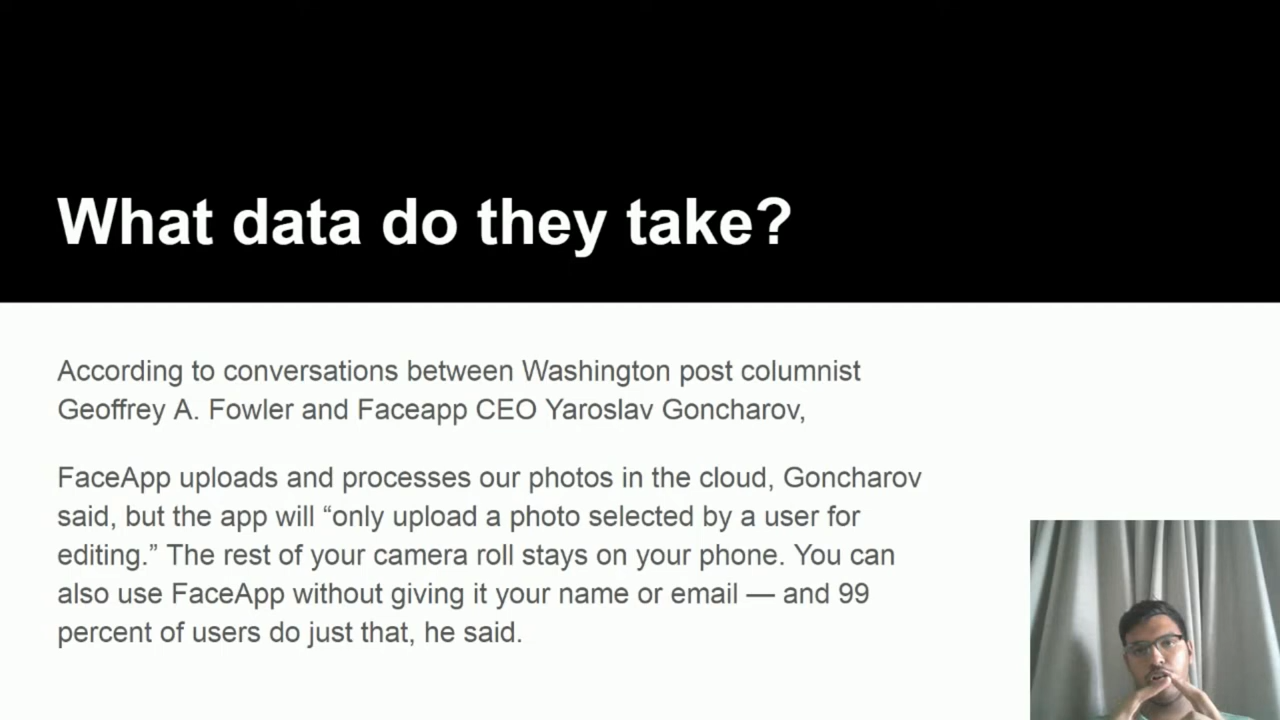 What data do they take?
According to conversations between Washington post columnist
Geoffrey A. Fowler and Faceapp CEO Yaroslav Goncharov,
FaceApp uploads and processes our photos in the cloud, Goncharov
said, but the app will “only upload a photo selected by a user for
editing.” The rest of your camera roll stays on your phone. You can
also use FaceApp without giving it your name or email — and 99
percent of users do just that, he said.